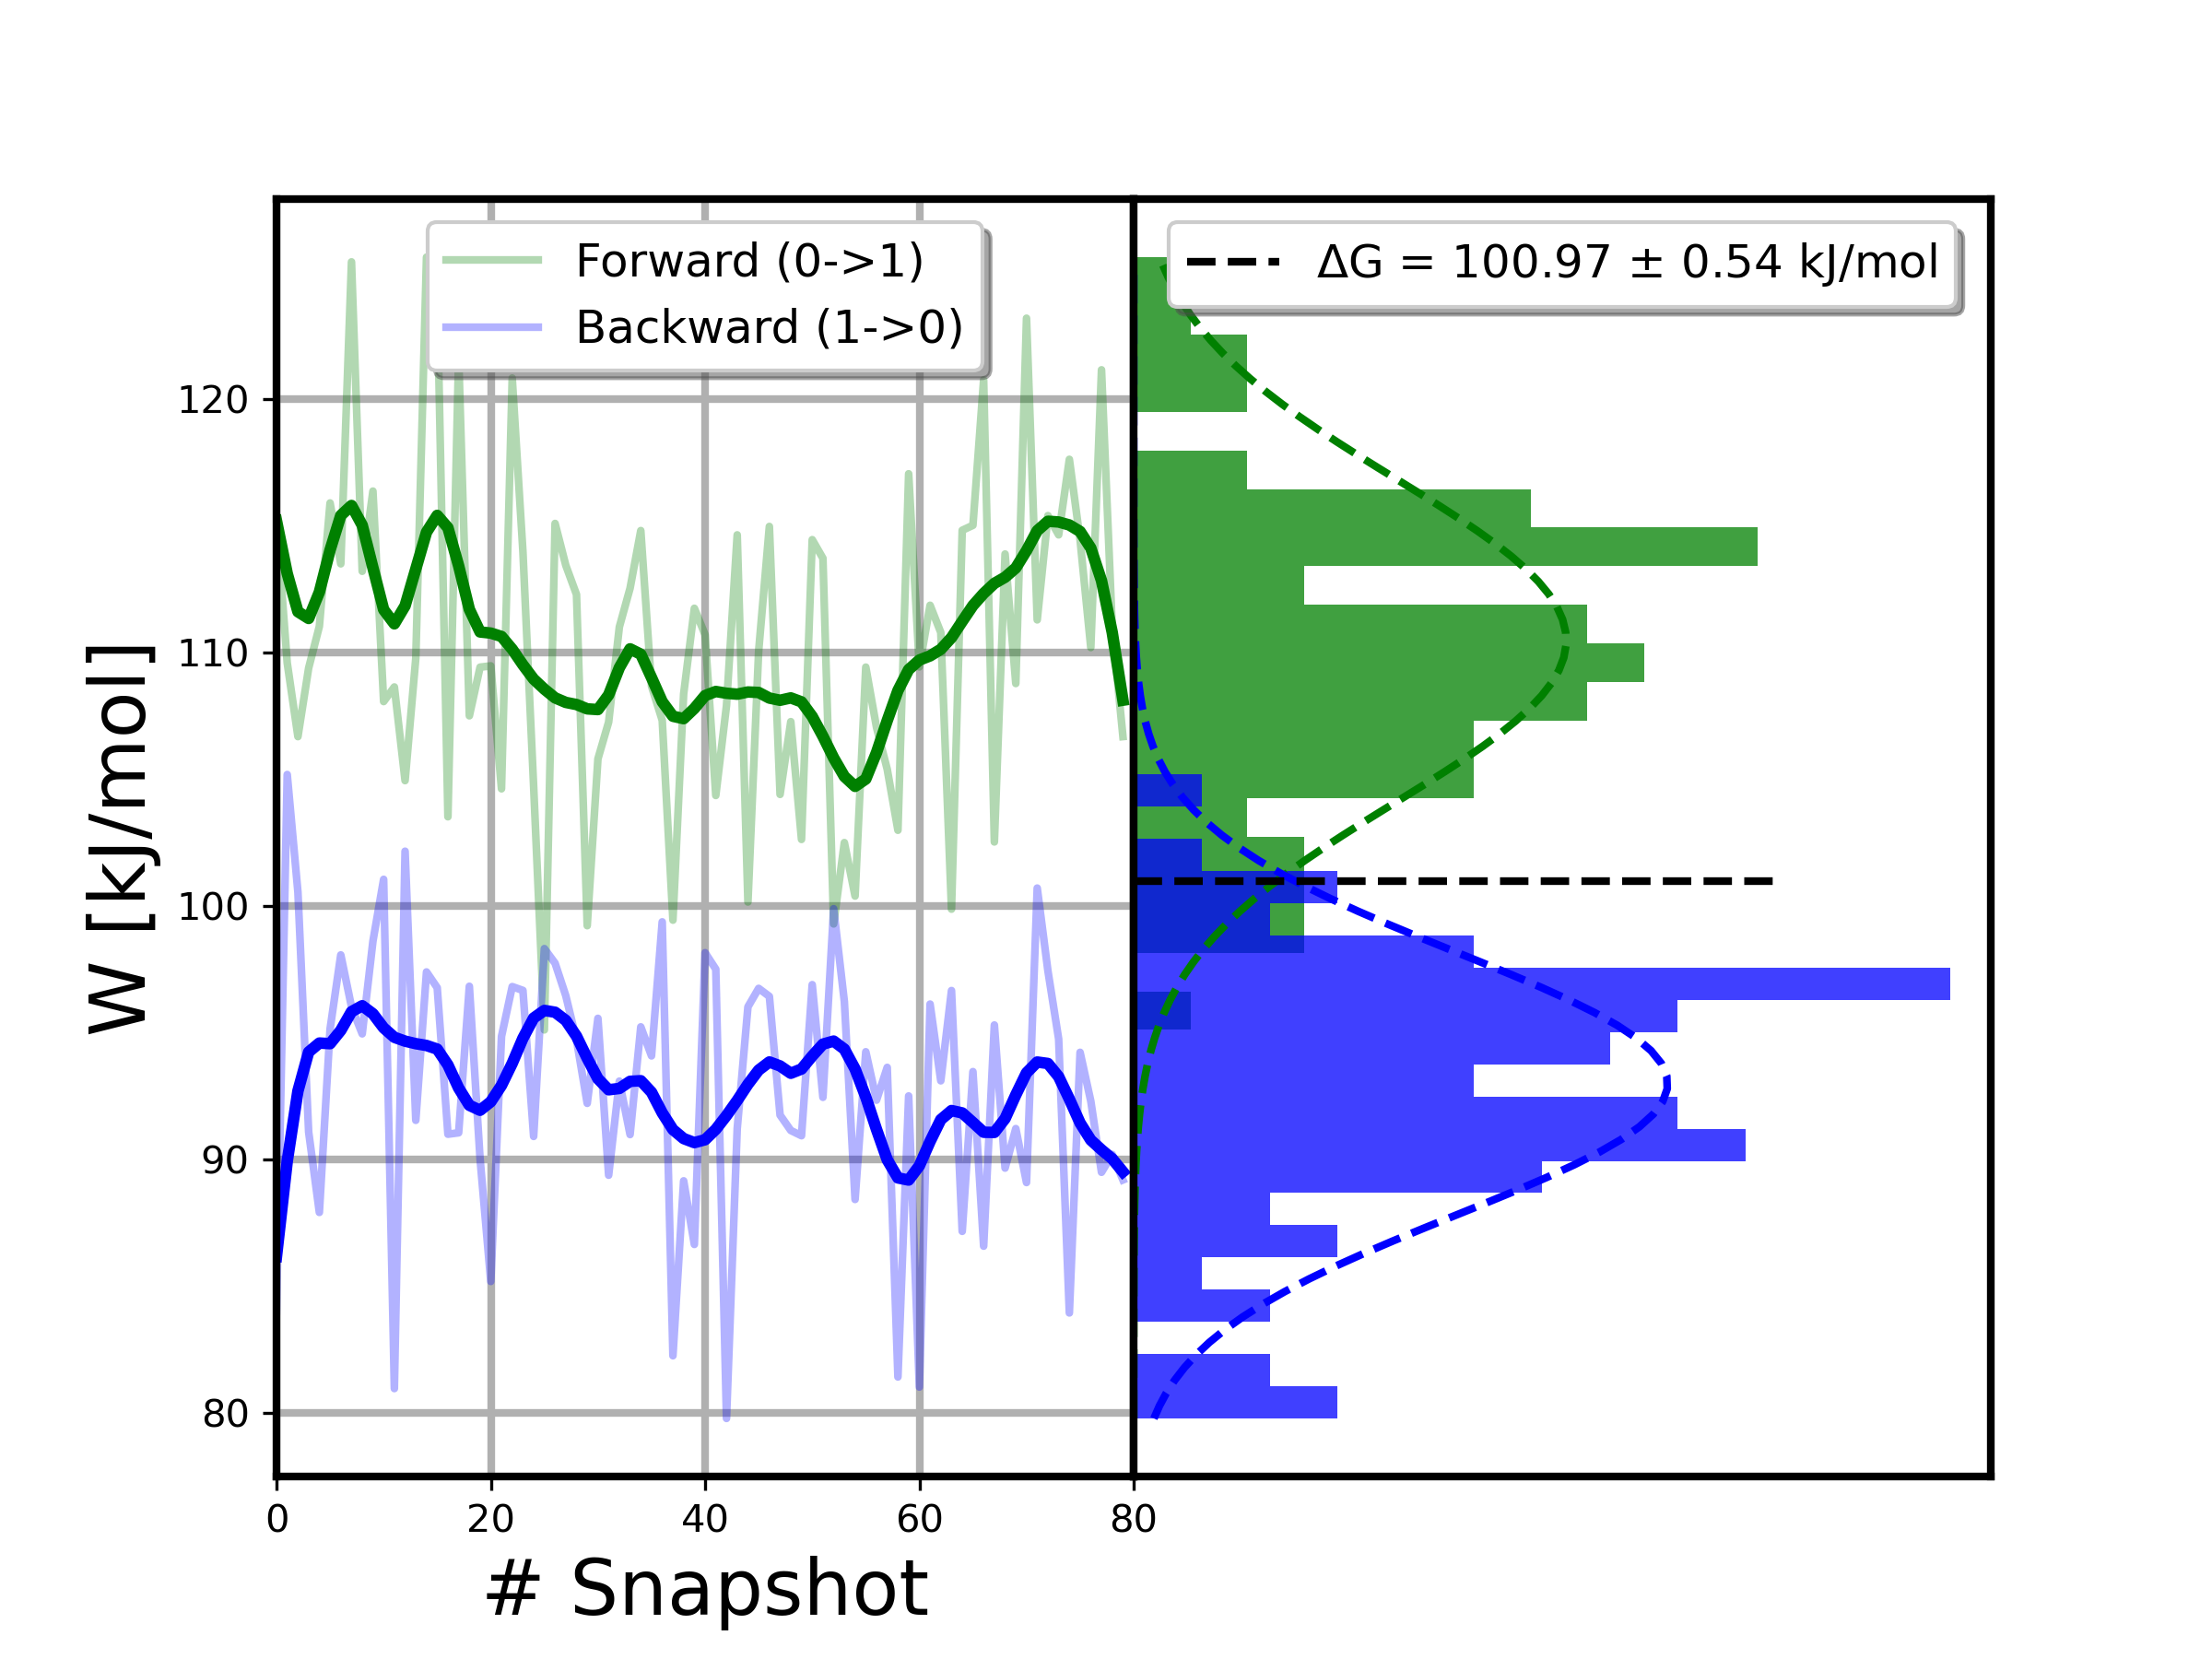 Forward (0->1)
Backward (1->0)
ΔG = 100.97 ± 0.54 kJ/mol
W [kJ/mol]
120
110
100
90
80
0 20 40 60 80
# Snapshot